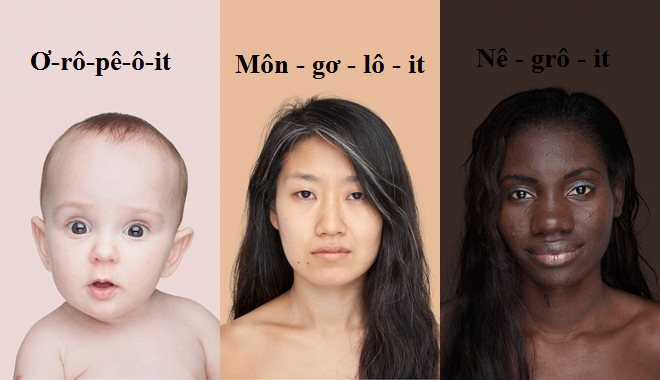 Ơ-rô-pê-ô-it
Môn - gơ - lô - it
Nê - grô - it